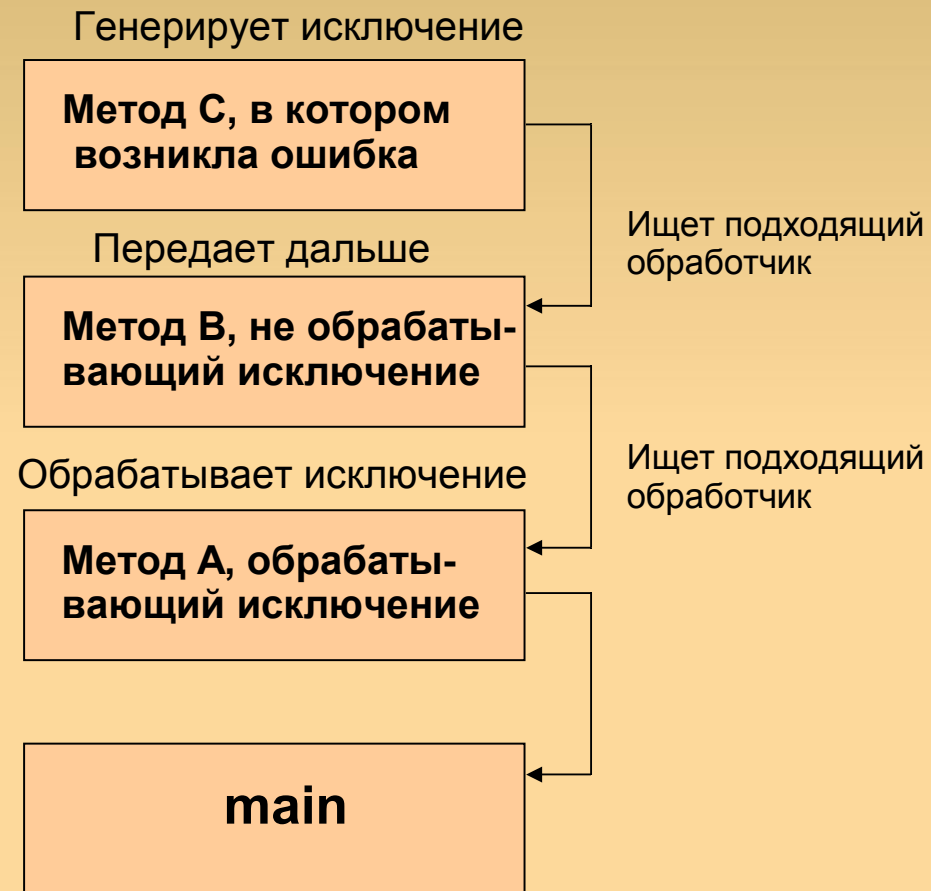 Генерирует исключение
Метод C, в котором
возникла ошибка
Ищет подходящий
обработчик
Передает дальше
Метод B, не обрабаты-
вающий исключение
Ищет подходящий
обработчик
Обрабатывает исключение
Метод A, обрабаты-
вающий исключение
main